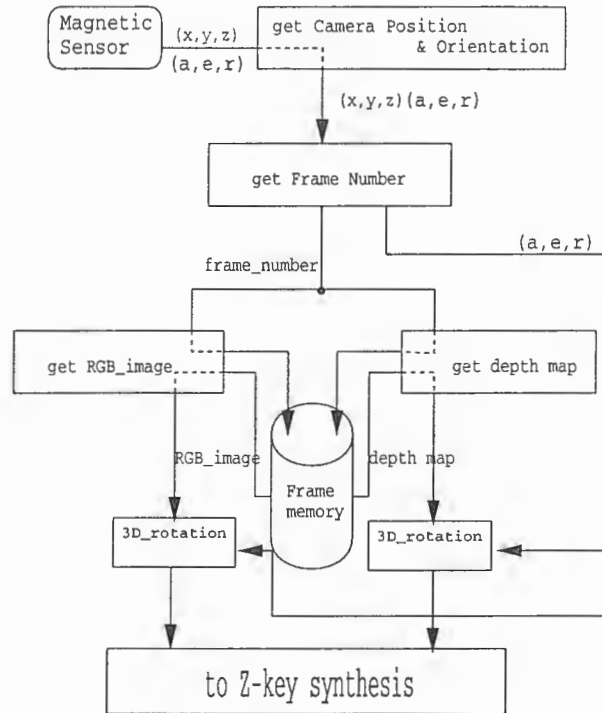 Magnetic
Sensor
(x,y,z)
(a,e,r)
get Camera Position
& Orientation
(x,y,z)(a,e,r)
get Frame Number
(a,e,r)
frame_number
get RGB_image
get depth map
RGB_image
depth map
Frame
memory
3D_rotation
3D_rotation
to Z-key synthesis